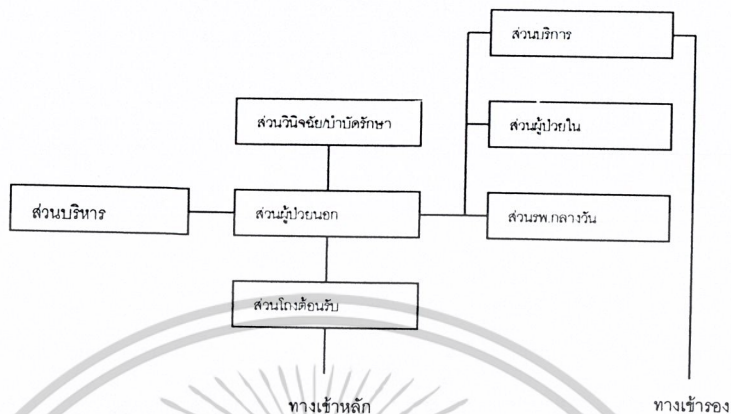 ส่วนบริการ
ส่วนวินิจฉัย/บำบัดรักษา
ส่วนผู้ป่วยใน
ส่วนบริหาร
ส่วนผู้ป่วยนอก
ส่วนรพ.กลางวัน
ส่วนโถงต้อนรับ
ทางเข้าหลัก
ทางเข้ารอง